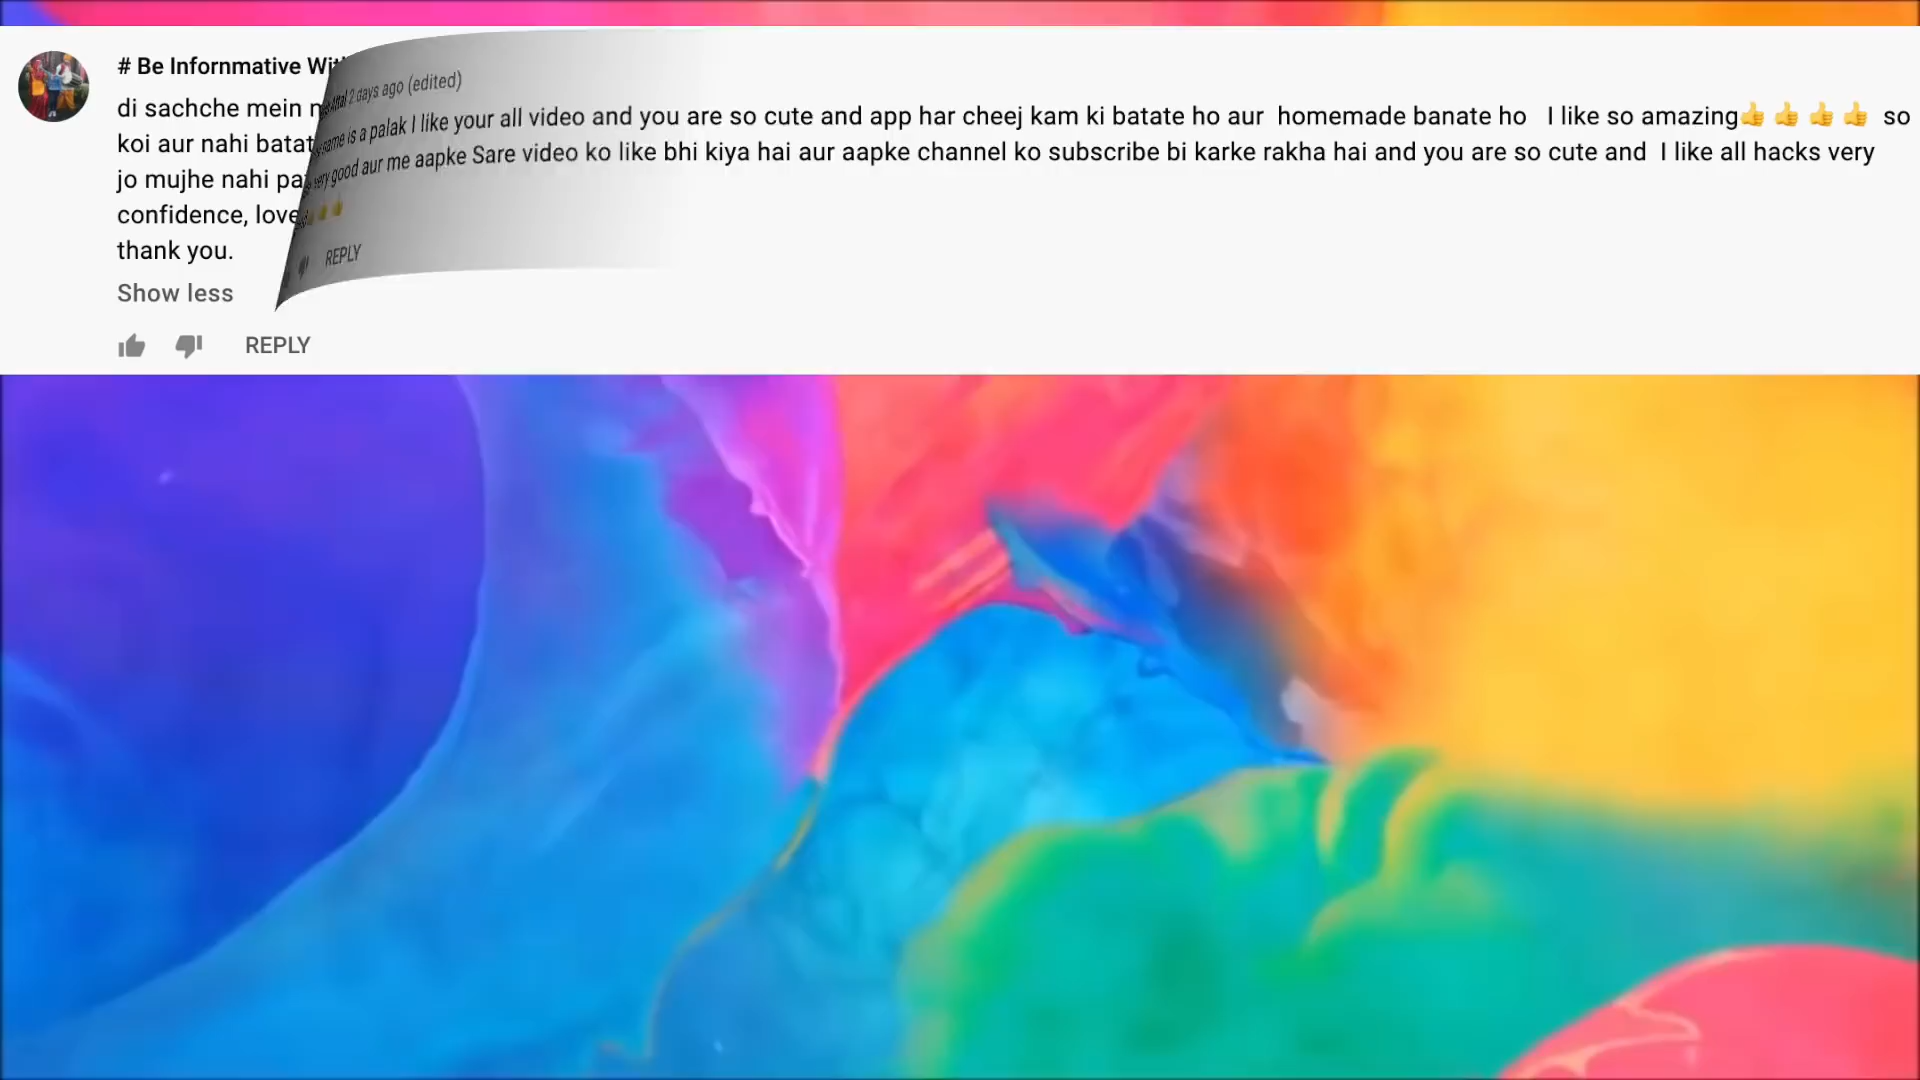 # Be Infornmative Wit
di sachche mein
koi aur nahi batat
jo mujhe nahi pa
confidence, love
thank you.
Show less
REPLY
2 days ago (edited)
name is a palak I like your all video and you are so cute and app har cheej kam ki batate ho aur homemade banate ho I like so amazing👍👍👍👍 so
very good aur me aapke Sare video ko like bhi kiya hai aur aapke channel ko subscribe bi karke rakha hai and you are so cute and I like all hacks very
👍👍
REPLY